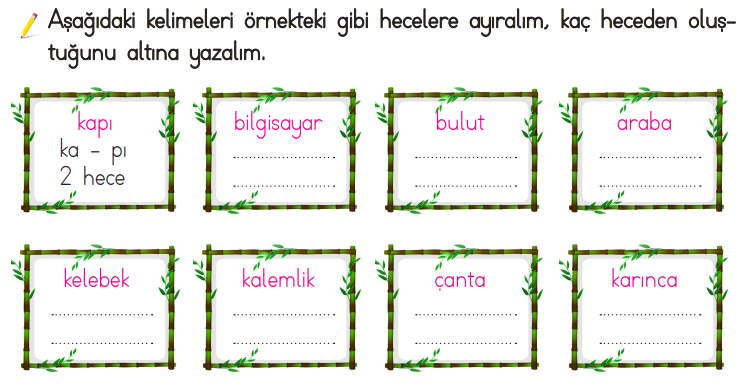 Aşağıdaki kelimeleri örnekteki gibi hecelere ayıralım, kaç heceden oluş-
tuğunu altına yazalım.
kapı
ka - pı
2 hece
bilgisayar
bulut
araba
kelebek
kalemlik
çanta
karınca